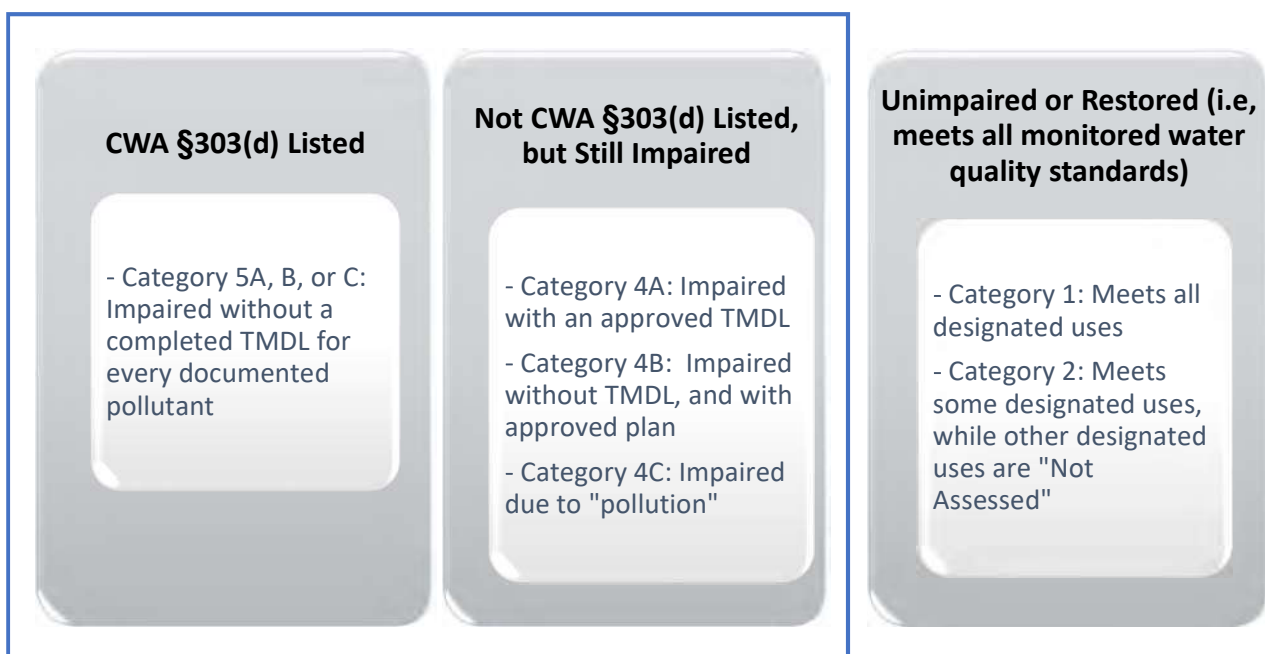 CWA §303(d) Listed
- Category 5A, B, or C:
Impaired without a
completed TMDL for
every documented
pollutant
Not CWA §303(d) Listed,
but Still Impaired
- Category 4A: Impaired
with an approved TMDL
- Category 4B:  Impaired
without TMDL, and with
approved plan
- Category 4C: Impaired
due to "pollution"
Unimpaired or Restored (i.e,
meets all monitored water
quality standards)
- Category 1: Meets all
designated uses
- Category 2: Meets
some designated uses,
while other designated
uses are "Not
Assessed"